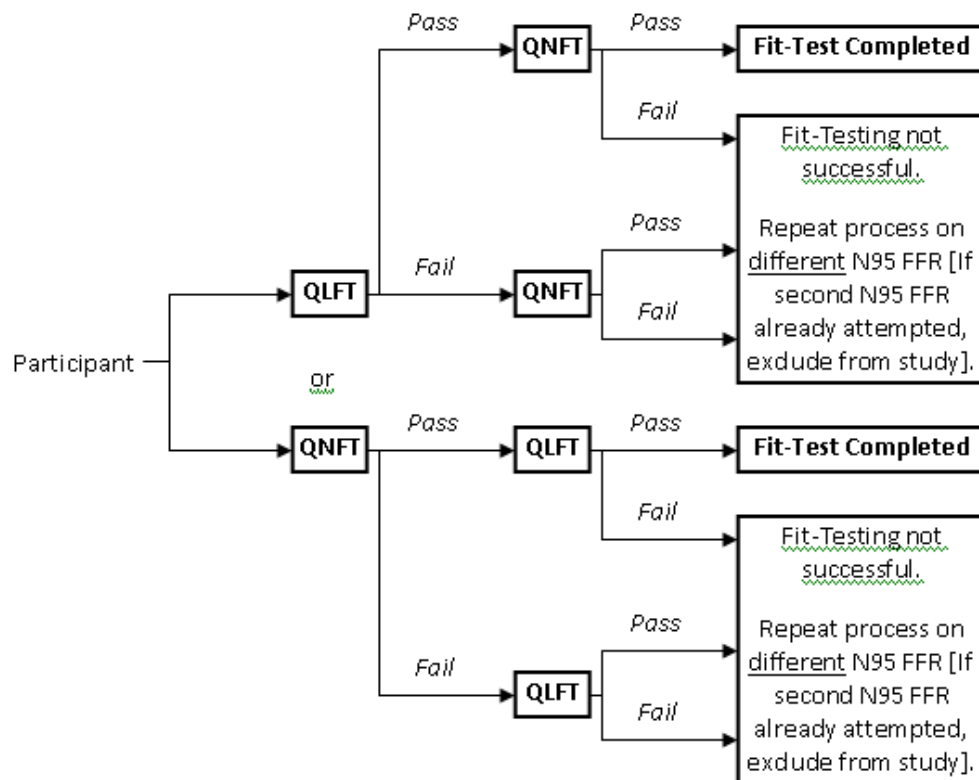 Pass
QNFT
Pass
Fit-Test Completed
Fail
Fit-Testing not
successful.
Repeat process on
different N95 FFR [If
second N95 FFR
already attempted,
exclude from study].
QLFT
Fail
QNFT
Pass
Fail
Participant
or
QNFT
Pass
QLFT
Pass
Fit-Test Completed
Fail
Fit-Testing not
successful.
Repeat process on
different N95 FFR [If
second N95 FFR
already attempted,
exclude from study].
Fail
QLFT
Pass
Fail